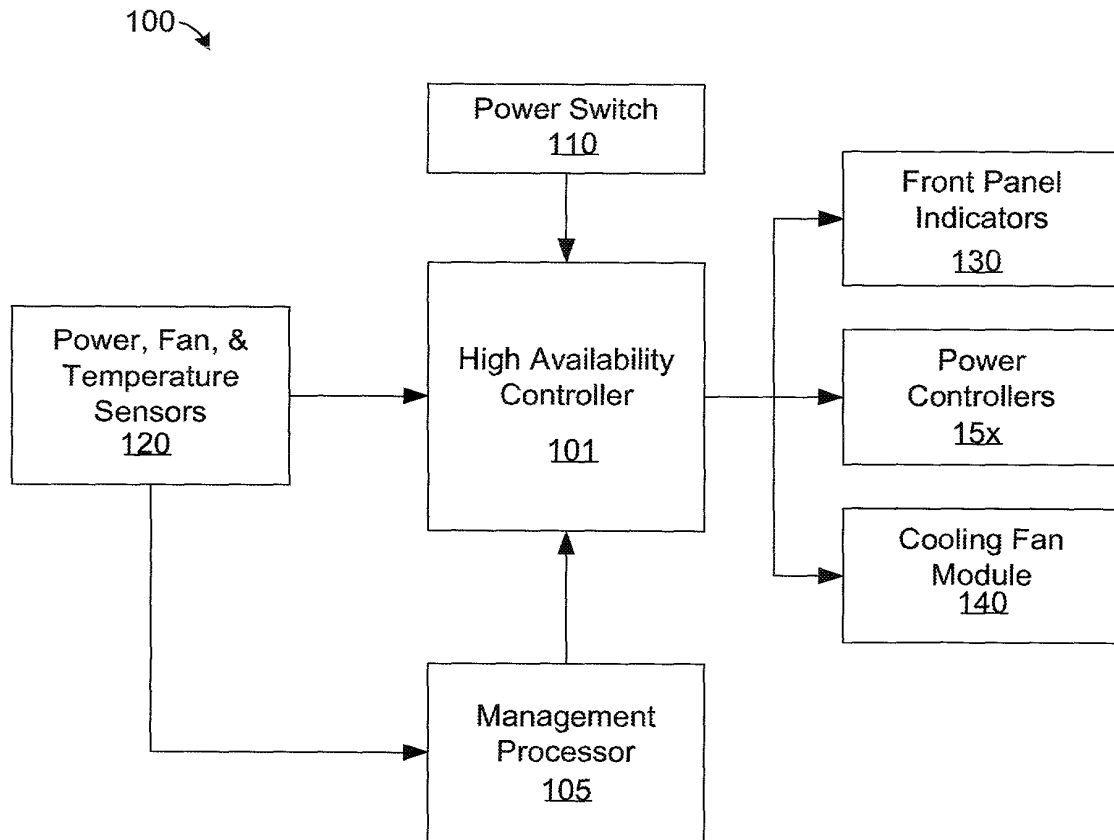 100
Power Switch
110
Front Panel
Indicators
130
Power, Fan, &
Temperature
Sensors
120
High Availability
Controller
101
Power
Controllers
15x
Cooling Fan
Module
140
Management
Processor
105